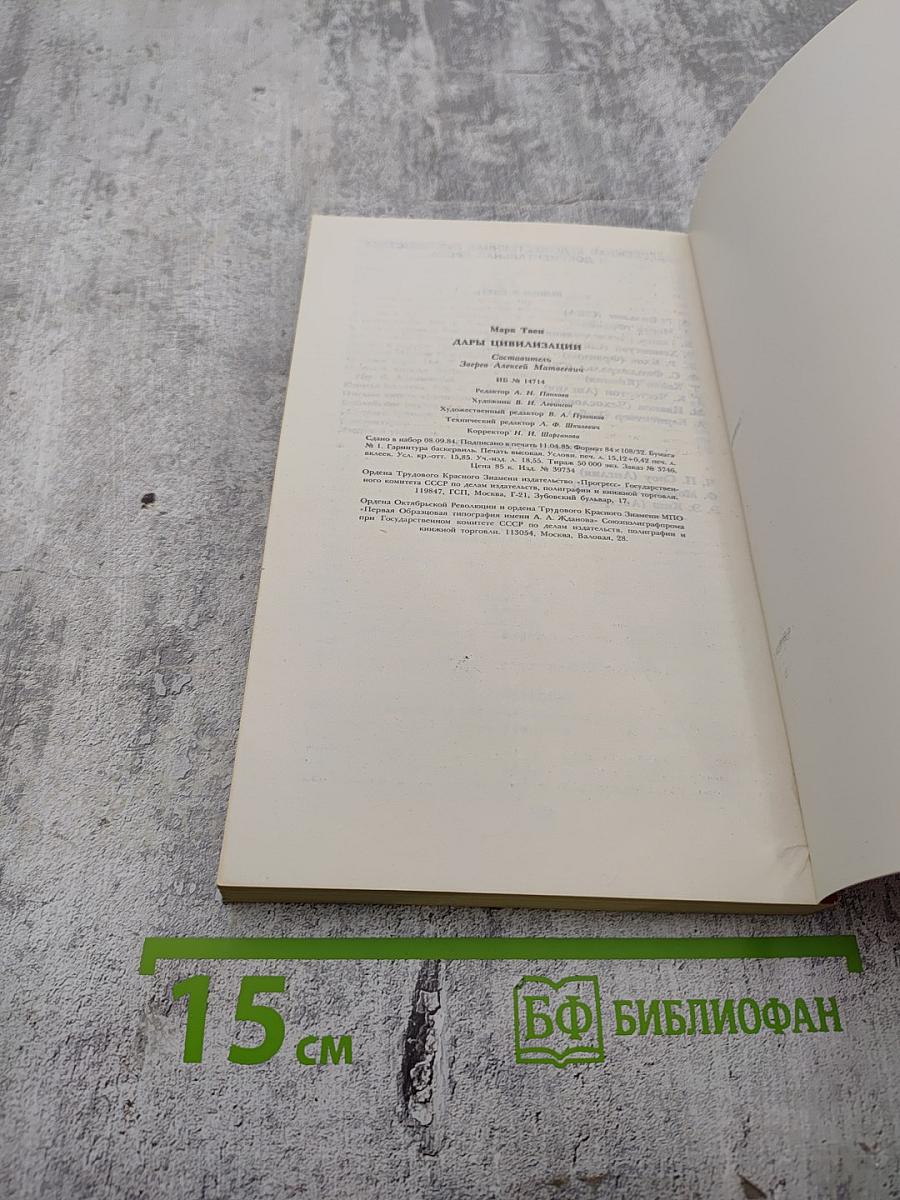 Марк Твен
ДАРЫ ЦИВИЛИЗАЦИИ
Составитель
Зверев Алексей Матвеевич
ИБ № 14714
Редактор А. Н. Панкова
Художник В. И. Левинсон
Художественный редактор В. А. Пузанков
Технический редактор А. Ф. Шкилевич
Корректор Н. И. Шарганова
Сдано в набор 08.09.84. Подписано в печать 11.04.85. Формат 84×108/32. Бумага
№ 1. Гарнитура баскервиль. Печать высокая. Условн. печ. л. 15,12+0,42 печ. л.
вклеек. Усл. кр.-отт. 15,85. Уч.-изд. л. 18,55. Тираж 50 000 экз. Заказ № 3746.
Цена 85 к. Изд. № 39734
Ордена Трудового Красного Знамени издательство «Прогресс» Государствен-
ного комитета СССР по делам издательств, полиграфии и книжной торговли.
119847, ГСП, Москва, Г-21, Зубовский бульвар, 17.
Ордена Октябрьской Революции и ордена Трудового Красного Знамени МПО
«Первая Образцовая типография имени А. А. Жданова» Союзполиграфпрома
при Государственном комитете СССР по делам издательств, полиграфии и
книжной торговли. 113054, Москва, Валовая, 28.
15 см
БФ БИБЛИОФАН